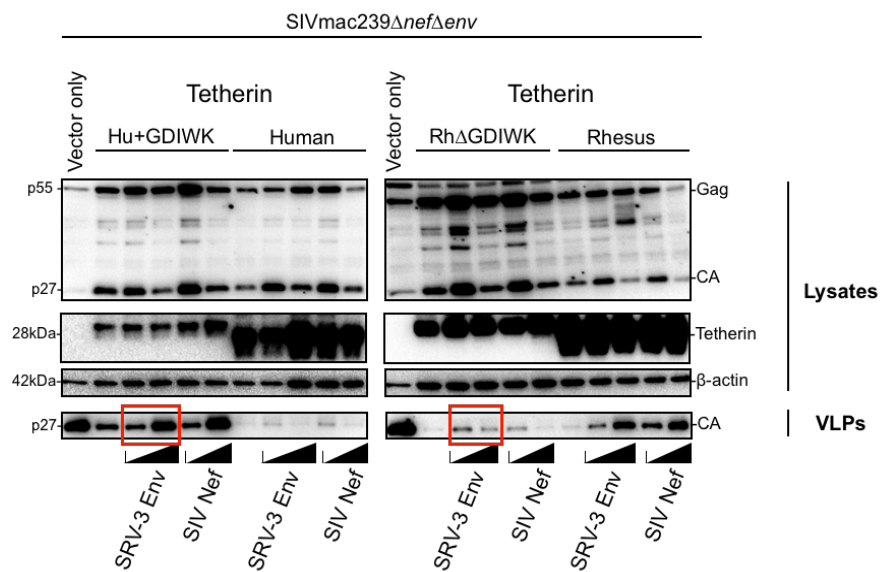 SIVmac239ΔnefΔenv
Vector only
Tetherin
Vector only
Tetherin
Hu+GDIWK
Human
RhΔGDIWK
Rhesus
p55
Gag
p27
CA
Lysates
28kDa
Tetherin
42kDa
β-actin
p27
CA
VLPs
SRV-3 Env
SIV Nef
SRV-3 Env
SIV Nef
SRV-3 Env
SIV Nef
SRV-3 Env
SIV Nef